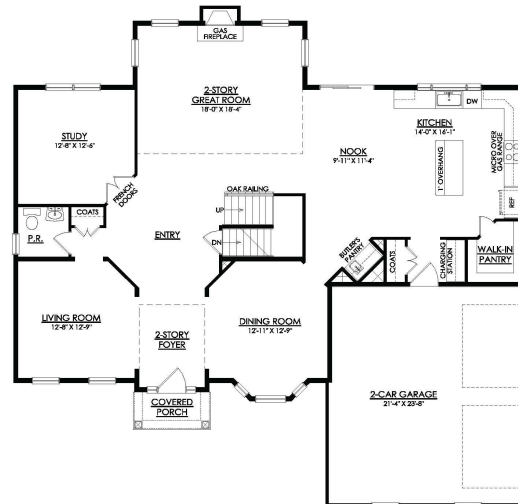 GAS
FIREPLACE
2-STORY
GREAT ROOM
18'-0" X 18'-4"
STUDY
12'-8" X 12'-6"
FRENCH
DOORS
DW
KITCHEN
14'-0" X 16'-1"
MICRO OVER
GAS RANGE
1' OVERHANG
NOOK
9'-11" X 11'-4"
REF
OAK RAILING
UP
COATS
P.R.
ENTRY
DN
BUTLER'S
PANTRY
COATS
CHARGING
STATION
WALK-IN
PANTRY
LIVING ROOM
12'-8" X 12'-9"
2-STORY
FOYER
DINING ROOM
12'-11" X 12'-9"
COVERED
PORCH
2-CAR GARAGE
21'-4" X 23'-8"